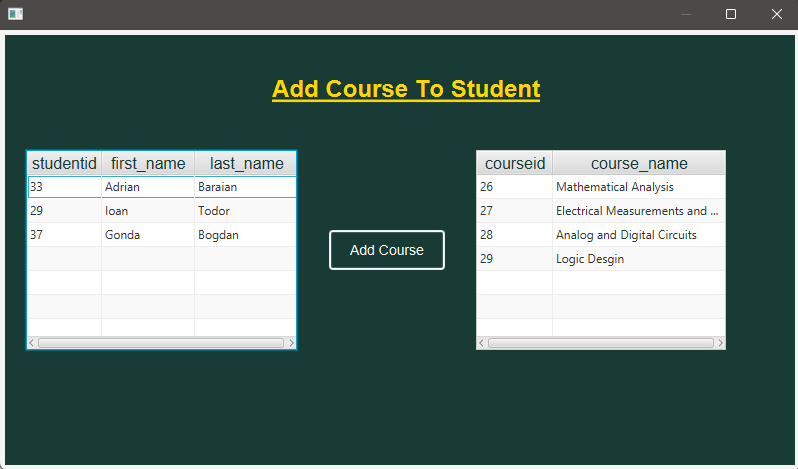 Add Course To Student
studentid first_name last_name
33 Adrian Baraian
29 Ioan Todor
37 Gonda Bogdan
Add Course
courseid course_name
26 Mathematical Analysis
27 Electrical Measurements and ...
28 Analog and Digital Circuits
29 Logic Desgin